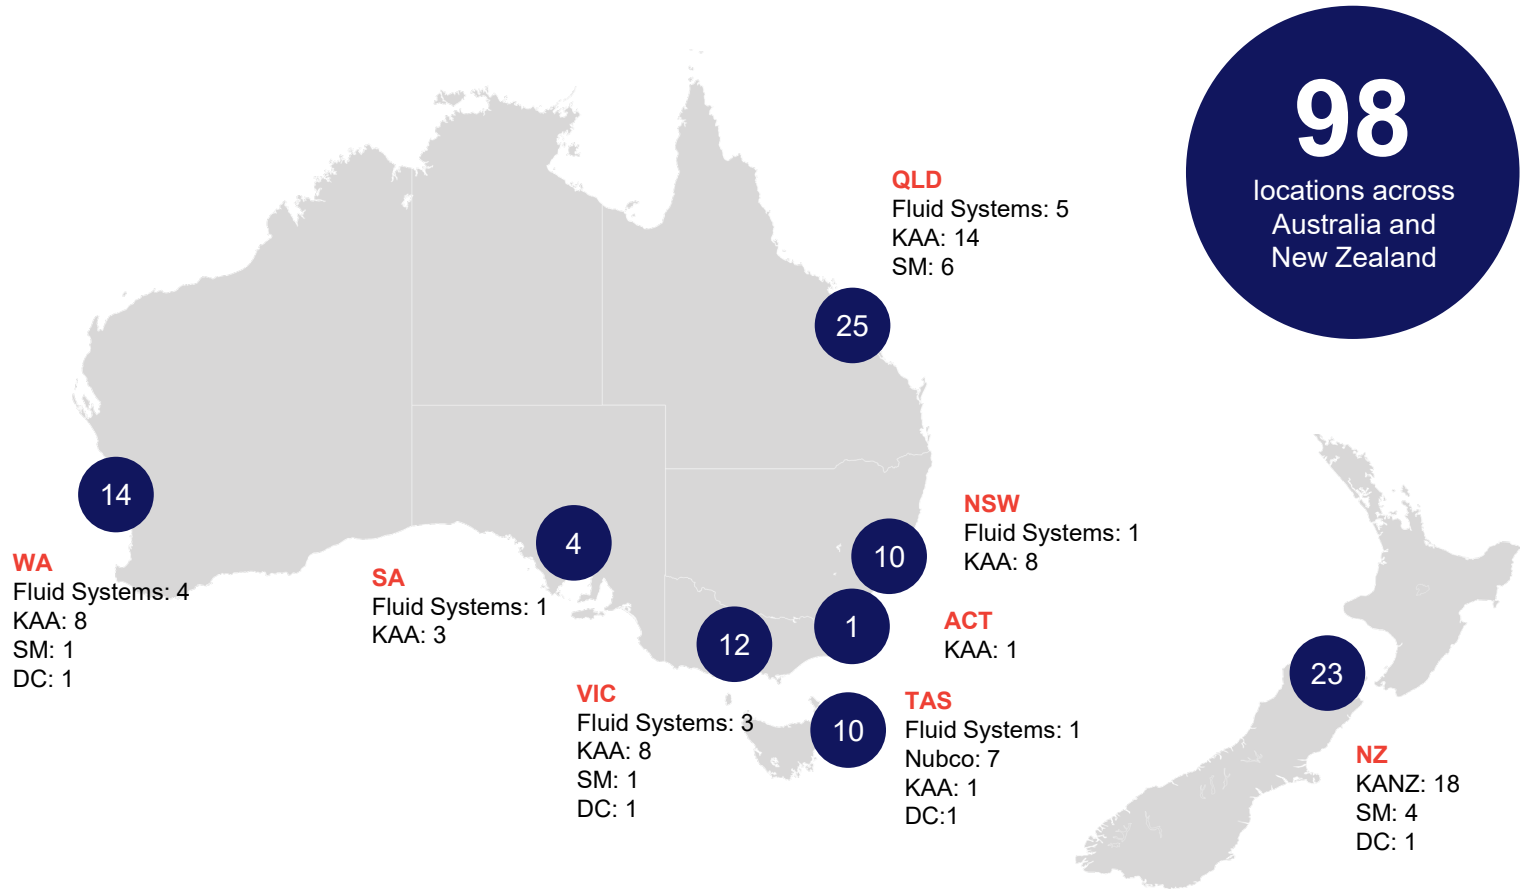 98
locations across
Australia and
New Zealand
QLD
Fluid Systems: 5
KAA: 14
SM: 6
25
14
WA
Fluid Systems: 4
KAA: 8
SM: 1
DC: 1
4
SA
Fluid Systems: 1
KAA: 3
NSW
Fluid Systems: 1
KAA: 8
10
1
ACT
KAA: 1
12
VIC
Fluid Systems: 3
KAA: 8
SM: 1
DC: 1
10
TAS
Fluid Systems: 1
Nubco: 7
KAA: 1
DC:1
23
NZ
KANZ: 18
SM: 4
DC: 1